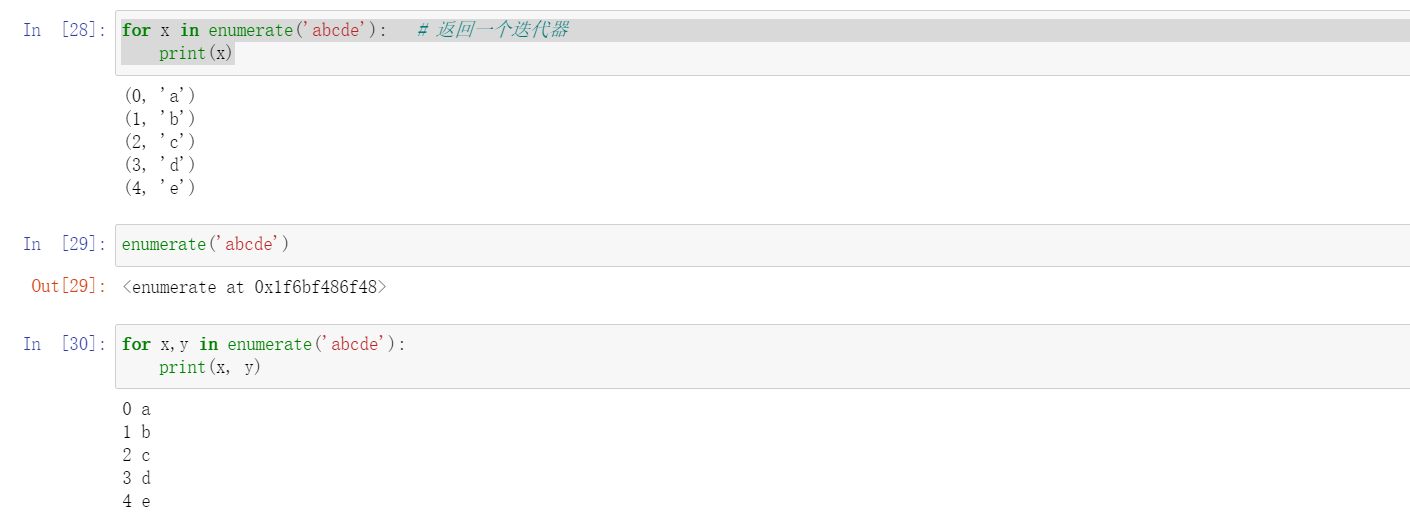 In [28]: for x in enumerate('abcde'):   # 返回一个迭代器
    print(x)
(0, 'a')
(1, 'b')
(2, 'c')
(3, 'd')
(4, 'e')
In [29]: enumerate('abcde')
Out[29]: <enumerate at 0x1f6bf486f48>
In [30]: for x,y in enumerate('abcde'):
    print(x, y)
0 a
1 b
2 c
3 d
4 e